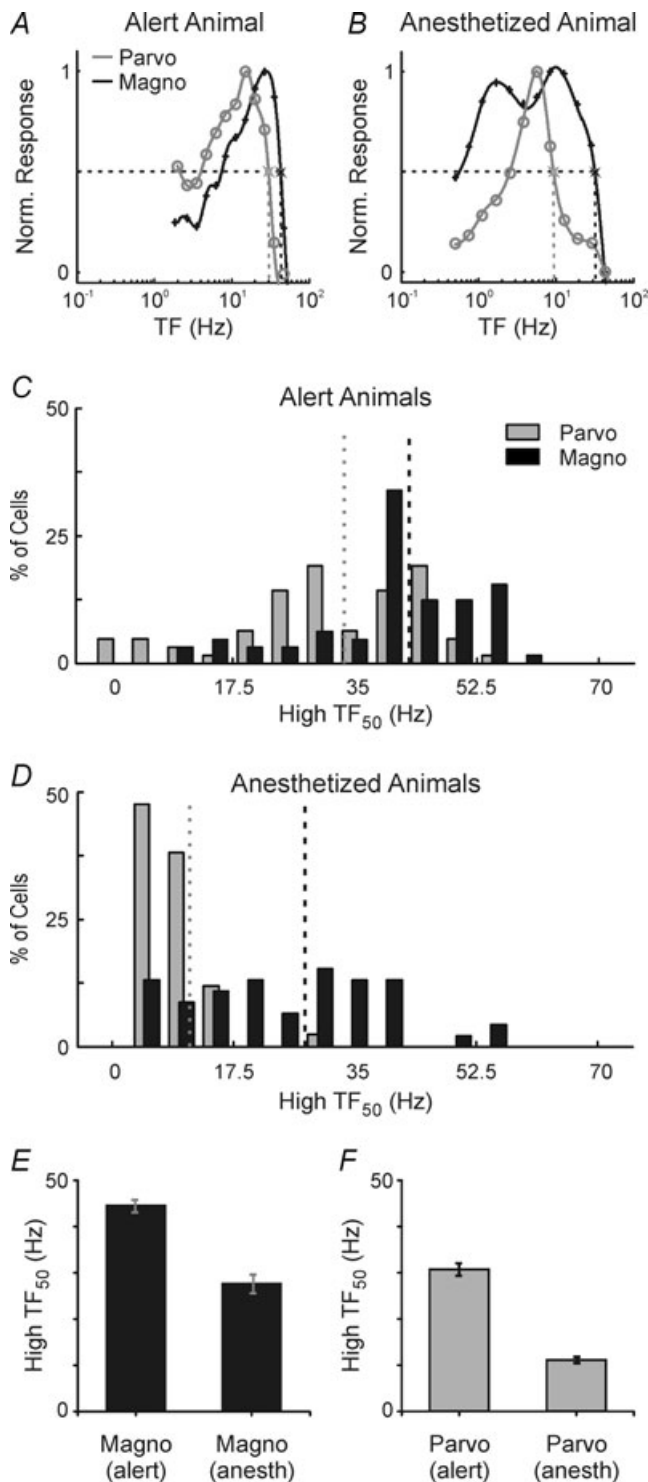 A Alert Animal
Parvo
Magno
Norm. Response
1
0
10⁻¹ 10⁰ 10¹ 10²
TF (Hz)
B Anesthetized Animal
Norm. Response
1
0
10⁻¹ 10⁰ 10¹ 10²
TF (Hz)
C Alert Animals
Parvo
Magno
% of Cells
50
25
0
0 17.5 35 52.5 70
High TF₅₀ (Hz)
D Anesthetized Animals
% of Cells
50
25
0
0 17.5 35 52.5 70
High TF₅₀ (Hz)
E
High TF₅₀ (Hz)
50
0
Magno (alert)
Magno (anesth)
F
High TF₅₀ (Hz)
50
0
Parvo (alert)
Parvo (anesth)